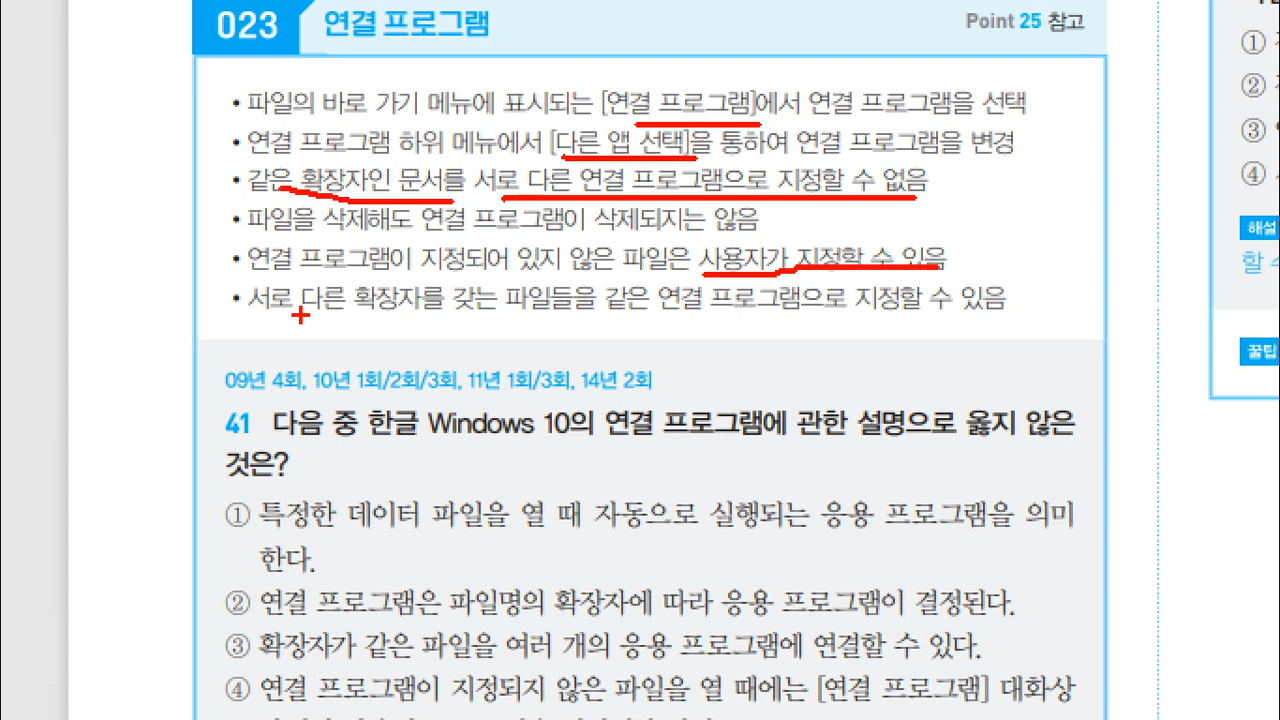 023 연결 프로그램 Point 25 참고
• 파일의 바로 가기 메뉴에 표시되는 [연결 프로그램]에서 연결 프로그램을 선택
• 연결 프로그램 하위 메뉴에서 [다른 앱 선택]을 통하여 연결 프로그램을 변경
• 같은 확장자인 문서를 서로 다른 연결 프로그램으로 지정할 수 없음
• 파일을 삭제해도 연결 프로그램이 삭제되지는 않음
• 연결 프로그램이 지정되어 있지 않은 파일은 사용자가 지정할 수 있음
• 서로 다른 확장자를 갖는 파일들을 같은 연결 프로그램으로 지정할 수 있음
09년 4회, 10년 1회/2회/3회, 11년 1회/3회, 14년 2회
41 다음 중 한글 Windows 10의 연결 프로그램에 관한 설명으로 옳지 않은
것은?
① 특정한 데이터 파일을 열 때 자동으로 실행되는 응용 프로그램을 의미
한다.
② 연결 프로그램은 파일명의 확장자에 따라 응용 프로그램이 결정된다.
③ 확장자가 같은 파일을 여러 개의 응용 프로그램에 연결할 수 있다.
④ 연결 프로그램이 지정되지 않은 파일을 열 때에는 [연결 프로그램] 대화상
①
②
③
④
해설
할
꿀팁